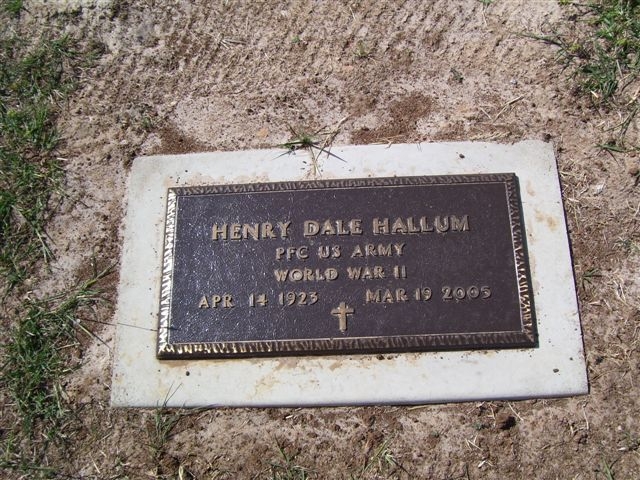 HENRY DALE HALLUM
PFC US ARMY
WORLD WAR II
APR 14 1923 MAR 19 2005